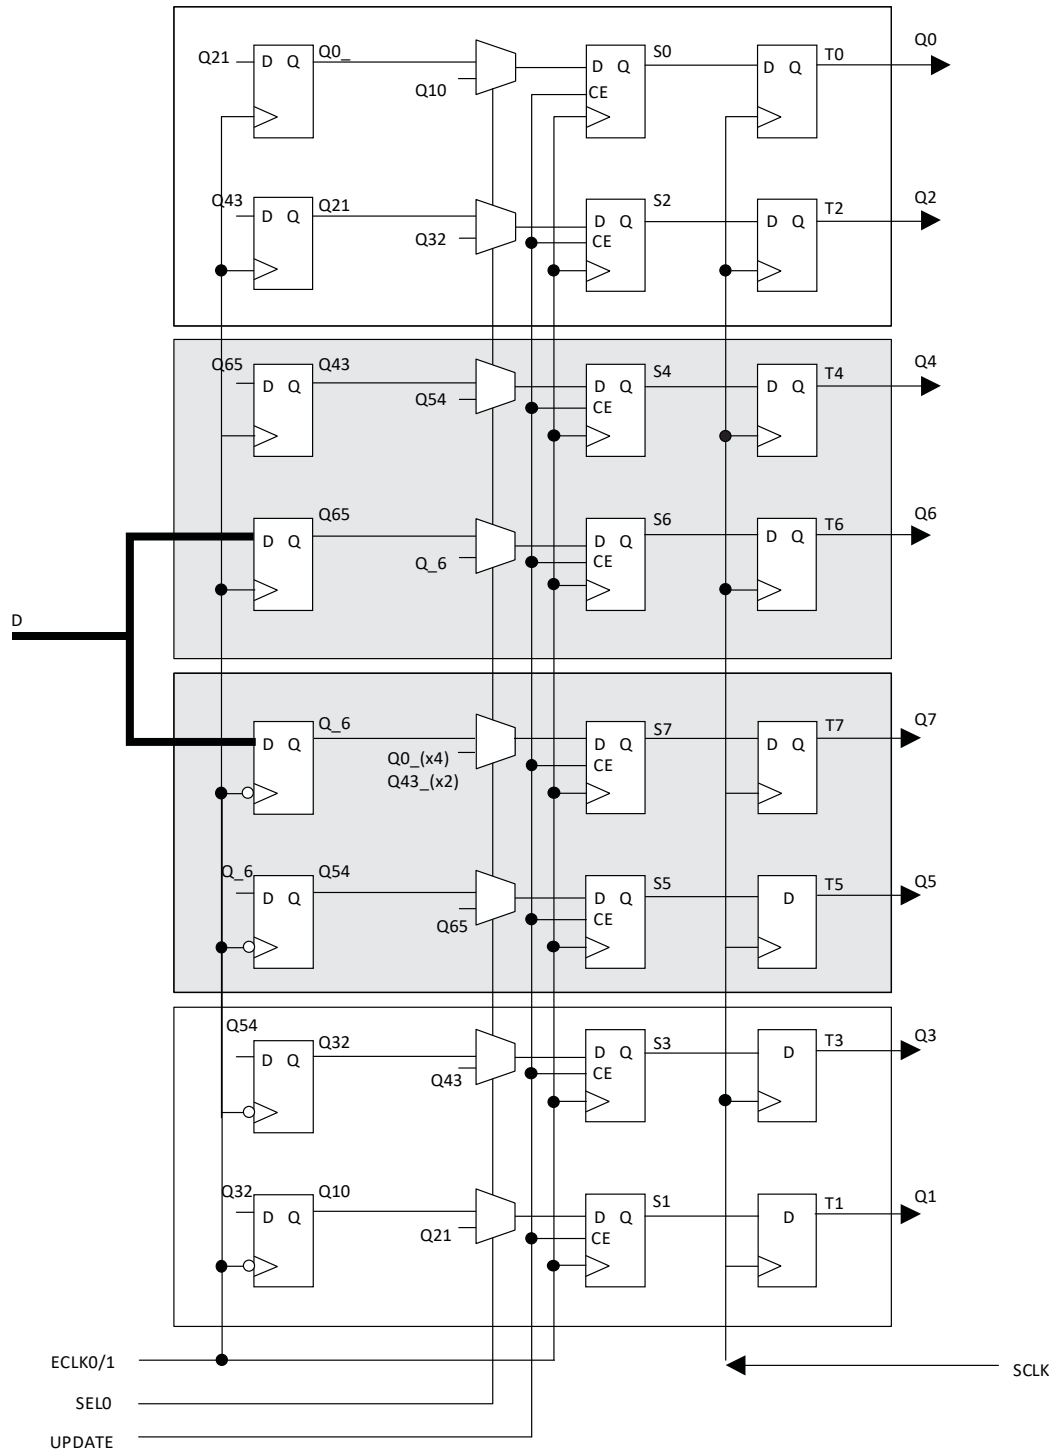 Q21 D Q Q0_ Q10 D Q CE S0 D Q T0 Q0
Q43 D Q Q21 Q32 D Q CE S2 D Q T2 Q2
Q65 D Q Q43 Q54 D Q CE S4 D Q T4 Q4
D Q Q65 Q_6 D Q CE S6 D Q T6 Q6
D
D Q Q_6 Q0_(x4) D Q CE S7 D Q T7 Q7
Q43_(x2)
Q_6 D Q Q54 Q65 D Q CE S5 D T5 Q5
Q54 D Q Q32 Q43 D Q CE S3 D T3 Q3
Q32 D Q Q10 Q21 D Q CE S1 D T1 Q1
ECLK0/1 SCLK
SEL0
UPDATE